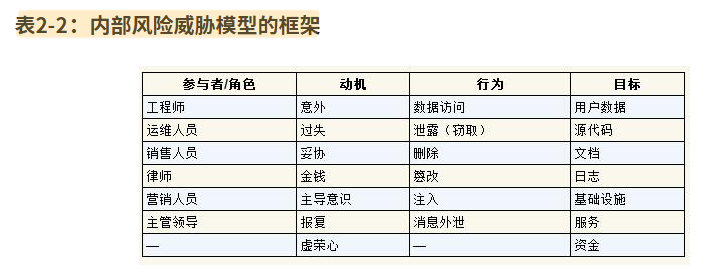 表2-2：内部风险威胁模型的框架
参与者/角色 动机 行为 目标
工程师 意外 数据访问 用户数据
运维人员 过失 泄露（窃取） 源代码
销售人员 妥协 删除 文档
律师 金钱 篡改 日志
营销人员 主导意识 注入 基础设施
主管领导 报复 消息外泄 服务
— 虚荣心 — 资金